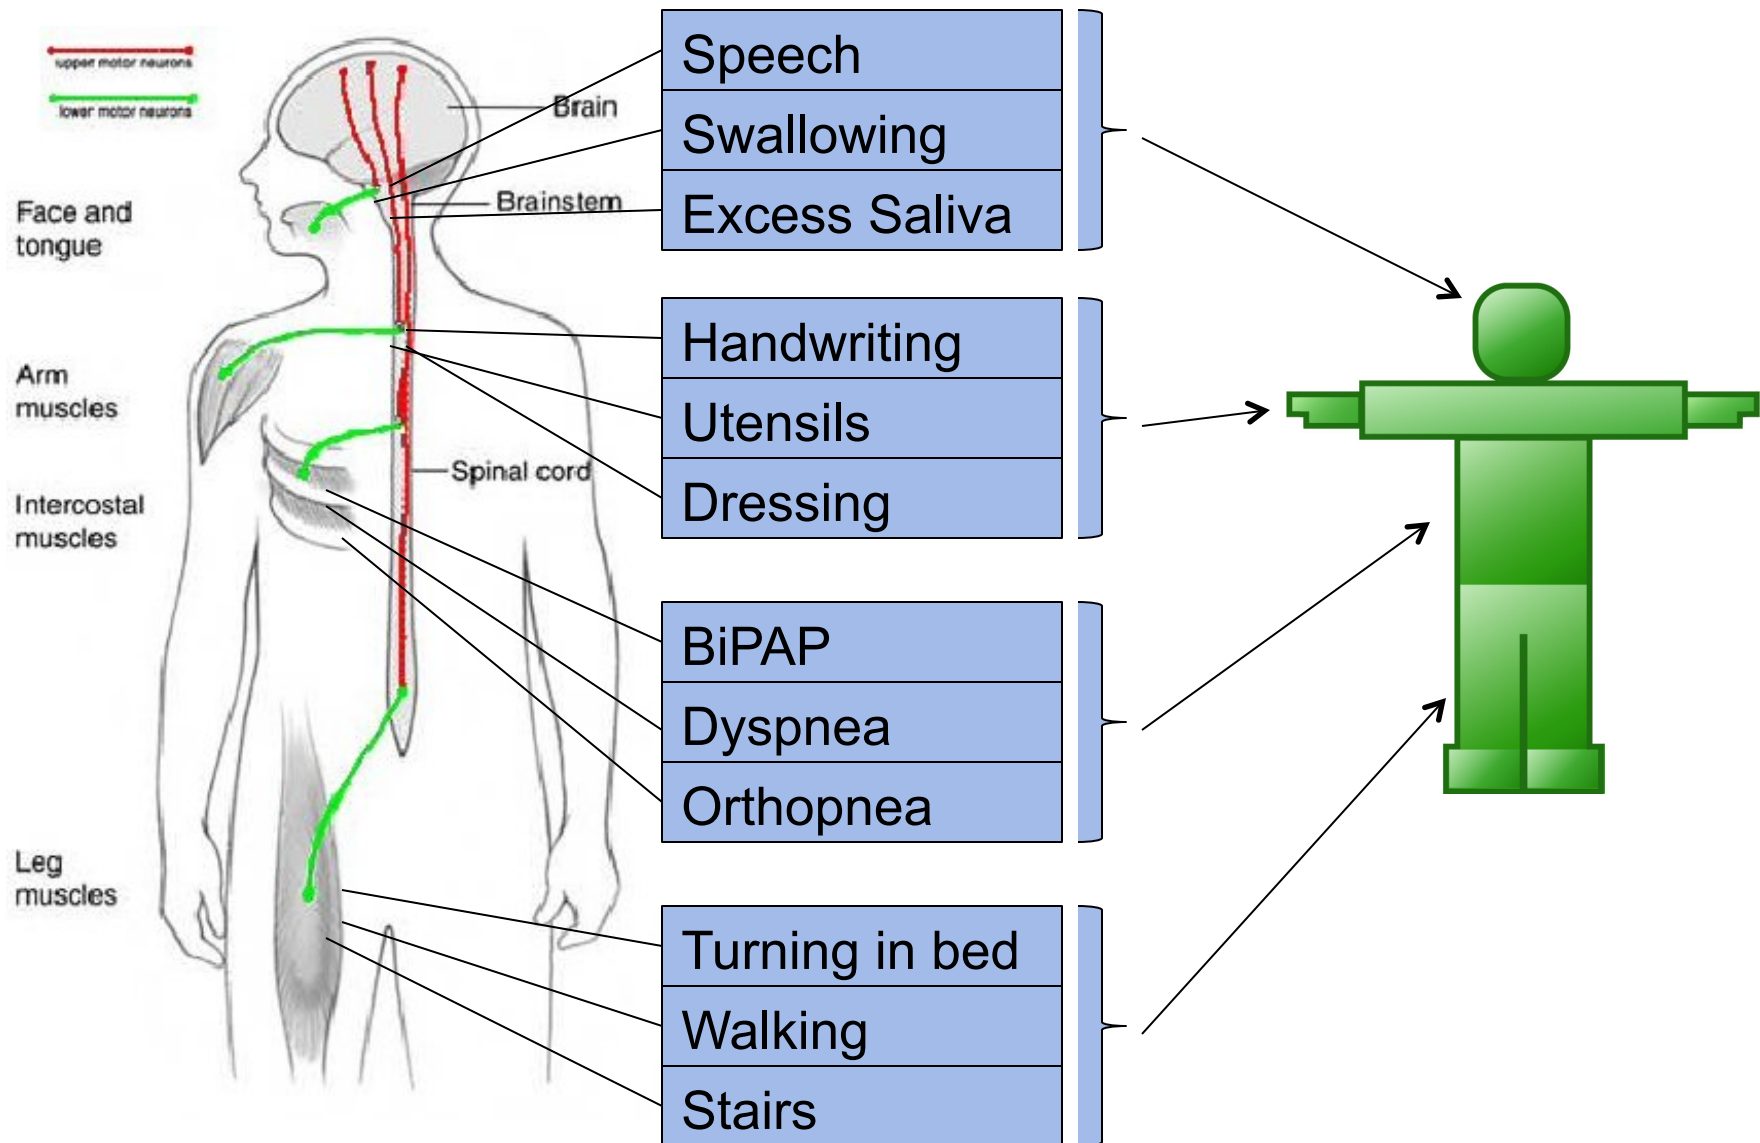 upper motor neurons
lower motor neurons
Brain
Brainstem
Face and
tongue
Arm
muscles
Spinal cord
Intercostal
muscles
Leg
muscles
Speech
Swallowing
Excess Saliva
Handwriting
Utensils
Dressing
BiPAP
Dyspnea
Orthopnea
Turning in bed
Walking
Stairs